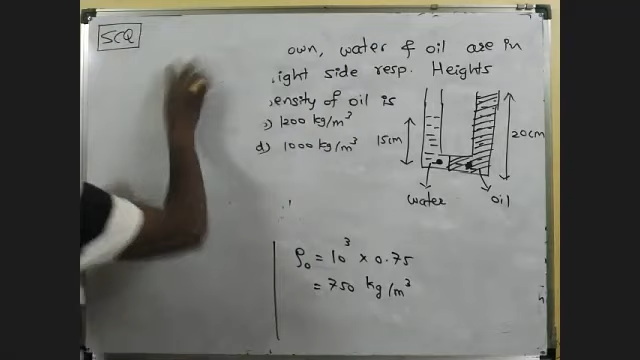 SCQ
own, water & oil are in
ight side resp. Heights
ensity of oil is
c) 1200 kg/m³
d) 1000 kg/m³
15cm
20cm
water
oil
ρ₀ = 10³ × 0.75
= 750 kg/m³